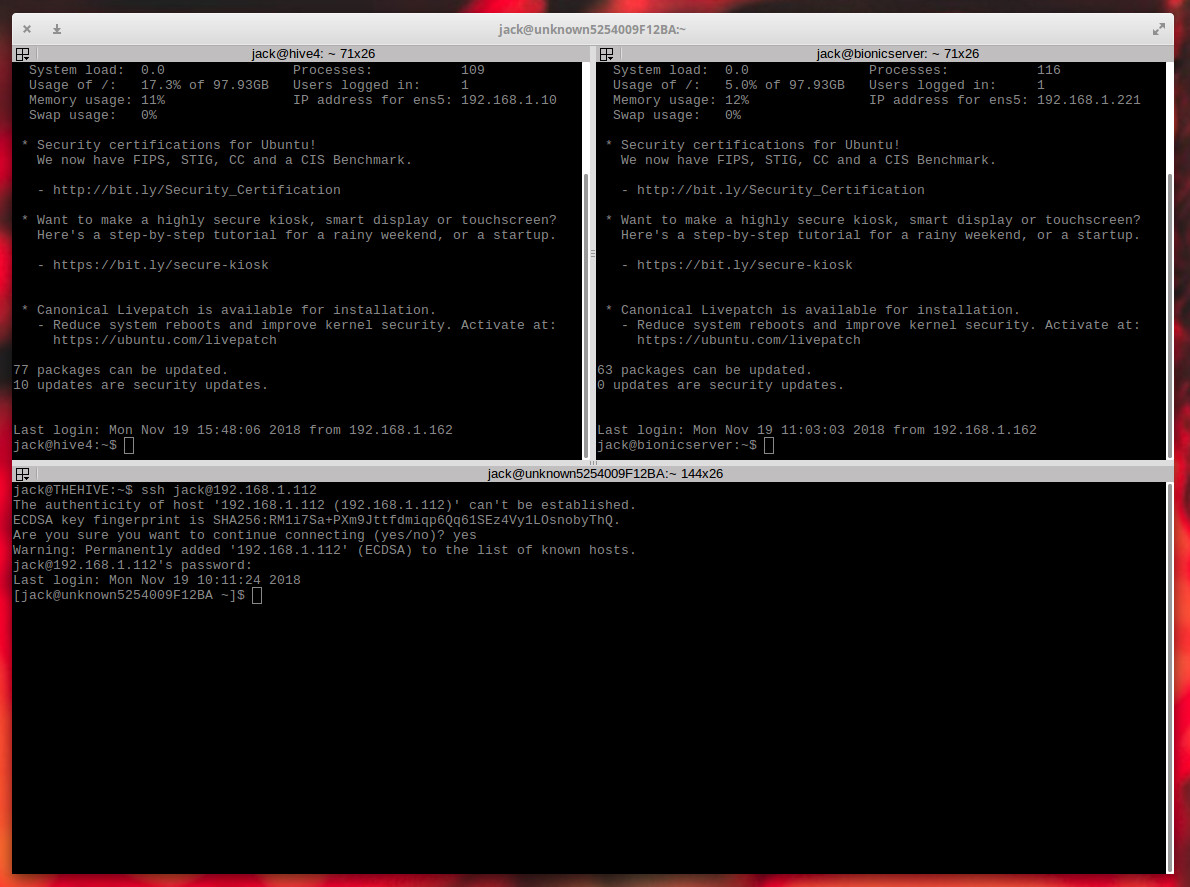 jack@unknown5254009F12BA:~
jack@hive4: ~ 71x26
  System load:  0.0                Processes:           109
  Usage of /:   17.3% of 97.93GB   Users logged in:     1
  Memory usage: 11%                IP address for ens5: 192.168.1.10
  Swap usage:   0%
 * Security certifications for Ubuntu!
   We now have FIPS, STIG, CC and a CIS Benchmark.
   - http://bit.ly/Security_Certification
 * Want to make a highly secure kiosk, smart display or touchscreen?
   Here's a step-by-step tutorial for a rainy weekend, or a startup.
   - https://bit.ly/secure-kiosk
 * Canonical Livepatch is available for installation.
   - Reduce system reboots and improve kernel security. Activate at:
     https://ubuntu.com/livepatch
77 packages can be updated.
10 updates are security updates.
Last login: Mon Nov 19 15:48:06 2018 from 192.168.1.162
jack@hive4:~$
jack@bionicserver: ~ 71x26
  System load:  0.0                Processes:           116
  Usage of /:   5.0% of 97.93GB   Users logged in:     1
  Memory usage: 12%                IP address for ens5: 192.168.1.221
  Swap usage:   0%
 * Security certifications for Ubuntu!
   We now have FIPS, STIG, CC and a CIS Benchmark.
   - http://bit.ly/Security_Certification
 * Want to make a highly secure kiosk, smart display or touchscreen?
   Here's a step-by-step tutorial for a rainy weekend, or a startup.
   - https://bit.ly/secure-kiosk
 * Canonical Livepatch is available for installation.
   - Reduce system reboots and improve kernel security. Activate at:
     https://ubuntu.com/livepatch
63 packages can be updated.
0 updates are security updates.
Last login: Mon Nov 19 11:03:03 2018 from 192.168.1.162
jack@bionicserver:~$
jack@unknown5254009F12BA:~ 144x26
jack@THEHIVE:~$ ssh jack@192.168.1.112
The authenticity of host '192.168.1.112 (192.168.1.112)' can't be established.
ECDSA key fingerprint is SHA256:RM1i7Sa+PXm9Jttfdmiqp6Qq61SEz4Vy1LOsnobyThQ.
Are you sure you want to continue connecting (yes/no)? yes
Warning: Permanently added '192.168.1.112' (ECDSA) to the list of known hosts.
jack@192.168.1.112's password:
Last login: Mon Nov 19 10:11:24 2018
[jack@unknown5254009F12BA ~]$